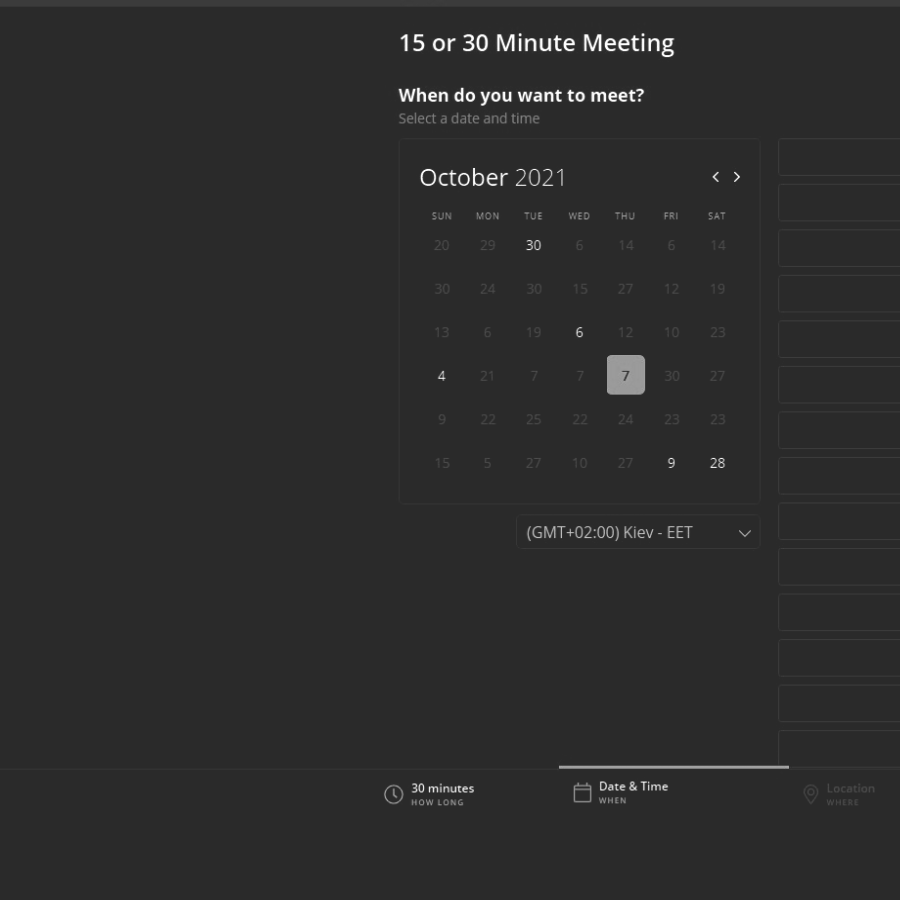 15 or 30 Minute Meeting
When do you want to meet?
Select a date and time
October 2021
SUN MON TUE WED THU FRI SAT
20 29 30 6 14 6 14
30 24 30 15 27 12 19
13 6 19 6 12 10 23
4 21 7 7 7 30 27
9 22 25 22 24 23 23
15 5 27 10 27 9 28
(GMT+02:00) Kiev - EET
30 minutes
HOW LONG
Date & Time
WHEN
Location
WHERE